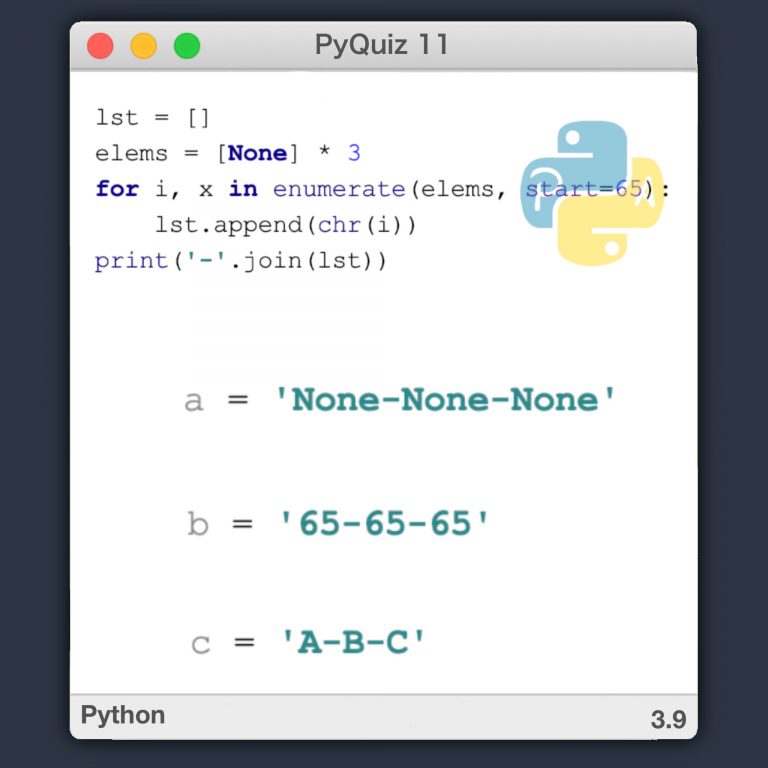 PyQuiz 11
lst = []
elems = [None] * 3
for i, x in enumerate(elems, start=65):
    lst.append(chr(i))
print('-'.join(lst))
a = 'None-None-None'
b = '65-65-65'
c = 'A-B-C'
Python
3.9